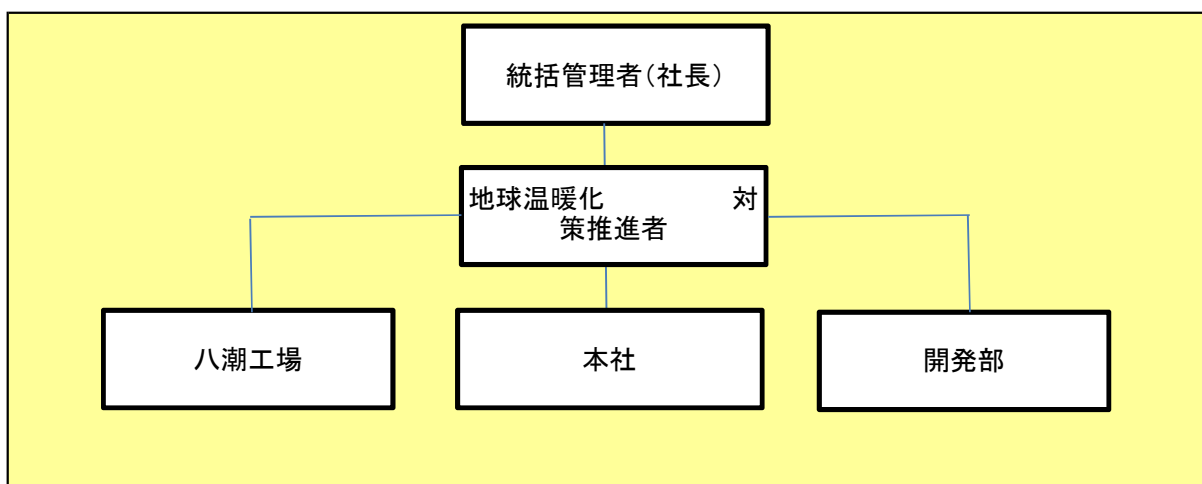 統括管理者(社長)
地球温暖化 対
策推進者
八潮工場
本社
開発部